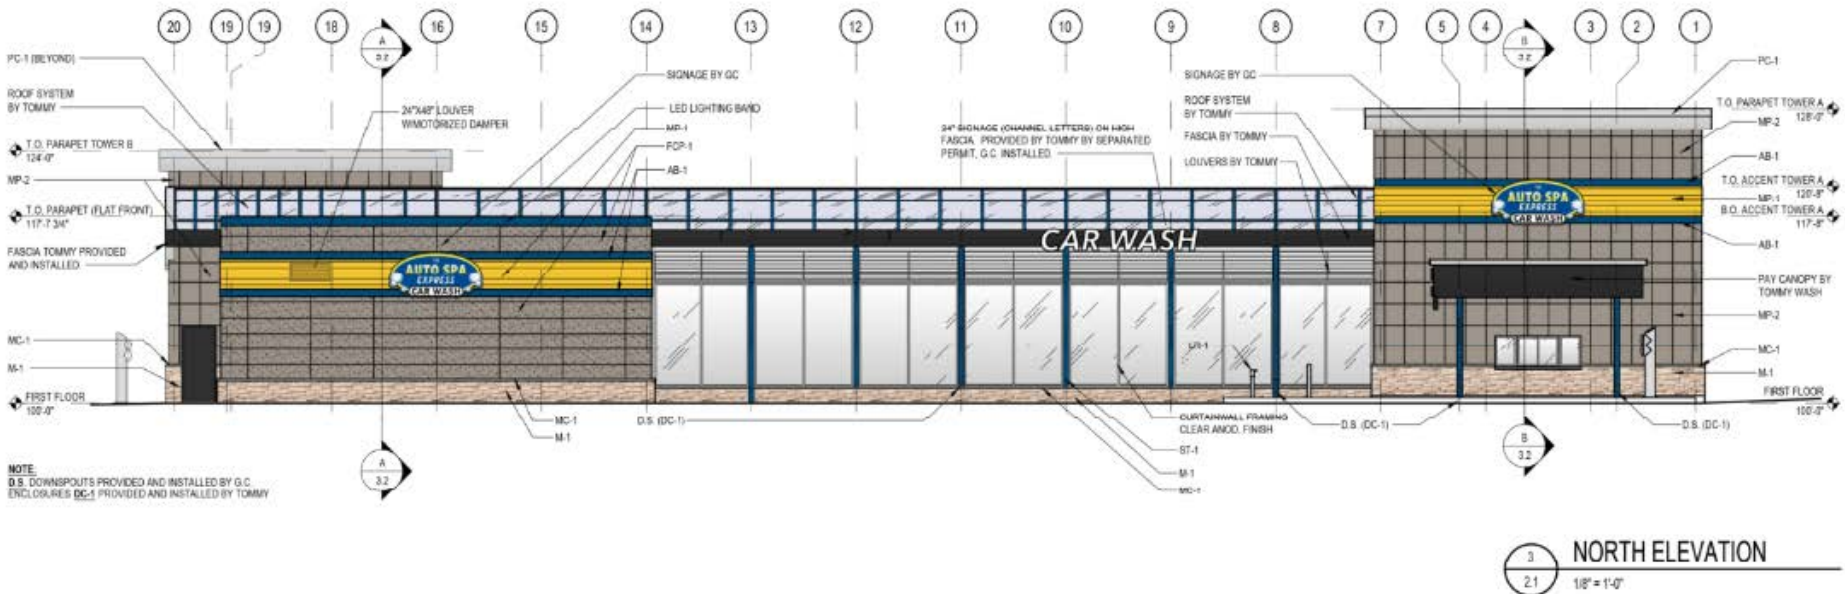 20 19 19 18 16 15 14 13 12 11 10 9 8 7 5 4 3 2 1
A
3.2
B
3.2
PC-1 (BEYOND)
ROOF SYSTEM
BY TOMMY
T.O. PARAPET TOWER B
124'-0"
MP-2
T.O. PARAPET (FLAT FRONT)
117'-7 3/4"
FASCIA TOMMY PROVIDED
AND INSTALLED
MC-1
M-1
FIRST FLOOR
100'-0"
24"X48" LOUVER
W/MOTORIZED DAMPER
SIGNAGE BY GC
LED LIGHTING BAND
MP-1
FCP-1
AB-1
24" SIGNAGE (CHANNEL LETTERS) ON HIGH
FASCIA. PROVIDED BY TOMMY BY SEPARATED
PERMIT, G.C. INSTALLED.
SIGNAGE BY GC
ROOF SYSTEM
BY TOMMY
FASCIA BY TOMMY
LOUVERS BY TOMMY
PC-1
T.O. PARAPET TOWER A
128'-0"
MP-2
AB-1
T.O. ACCENT TOWER A
120'-8"
MP-1
B.O. ACCENT TOWER A
117'-8"
AB-1
PAY CANOPY BY
TOMMY WASH
MP-2
MC-1
M-1
FIRST FLOOR
100'-0"
AUTO SPA
EXPRESS
CAR WASH
CAR WASH
AUTO SPA
EXPRESS
CAR WASH
MC-1
M-1
D.S. (DC-1)
CURTAINWALL FRAMING
CLEAR ANOD. FINISH
ST-1
M-1
MC-1
D.S. (DC-1)
D.S. (DC-1)
A
3.2
B
3.2
NOTE:
D.S. DOWNSPOUTS PROVIDED AND INSTALLED BY G.C.
ENCLOSURES DC-1 PROVIDED AND INSTALLED BY TOMMY
3
2.1
NORTH ELEVATION
1/8" = 1'-0"